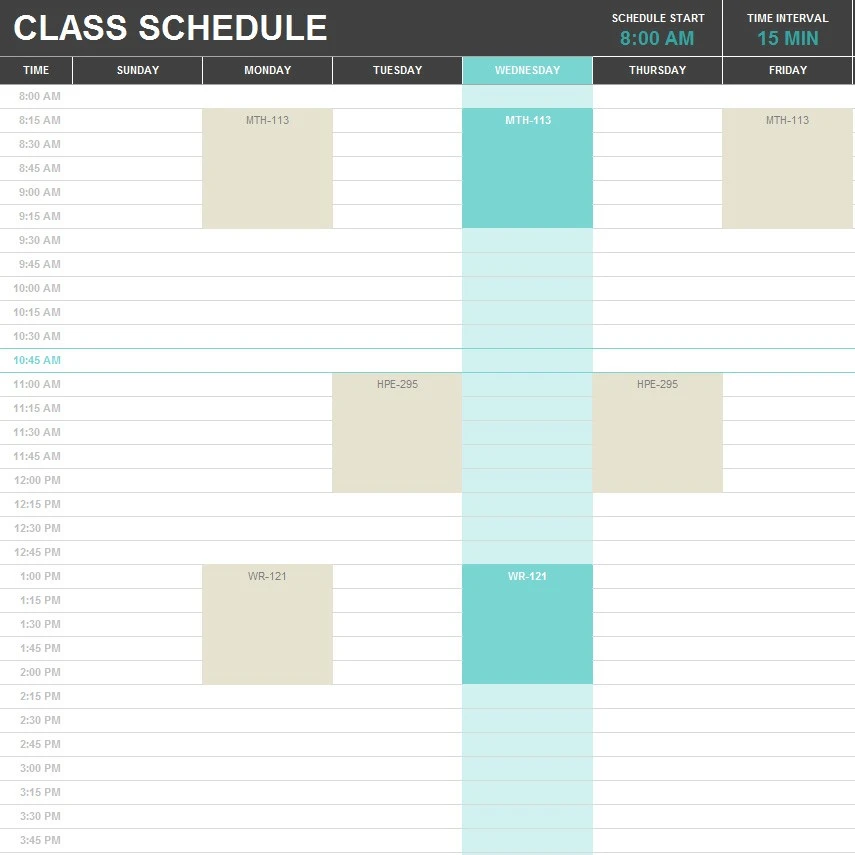 CLASS SCHEDULE
SCHEDULE START
8:00 AM
TIME INTERVAL
15 MIN
TIME SUNDAY MONDAY TUESDAY WEDNESDAY THURSDAY FRIDAY
8:00 AM
8:15 AM MTH-113 MTH-113 MTH-113
8:30 AM
8:45 AM
9:00 AM
9:15 AM
9:30 AM
9:45 AM
10:00 AM
10:15 AM
10:30 AM
10:45 AM
11:00 AM HPE-295 HPE-295
11:15 AM
11:30 AM
11:45 AM
12:00 PM
12:15 PM
12:30 PM
12:45 PM
1:00 PM WR-121 WR-121
1:15 PM
1:30 PM
1:45 PM
2:00 PM
2:15 PM
2:30 PM
2:45 PM
3:00 PM
3:15 PM
3:30 PM
3:45 PM